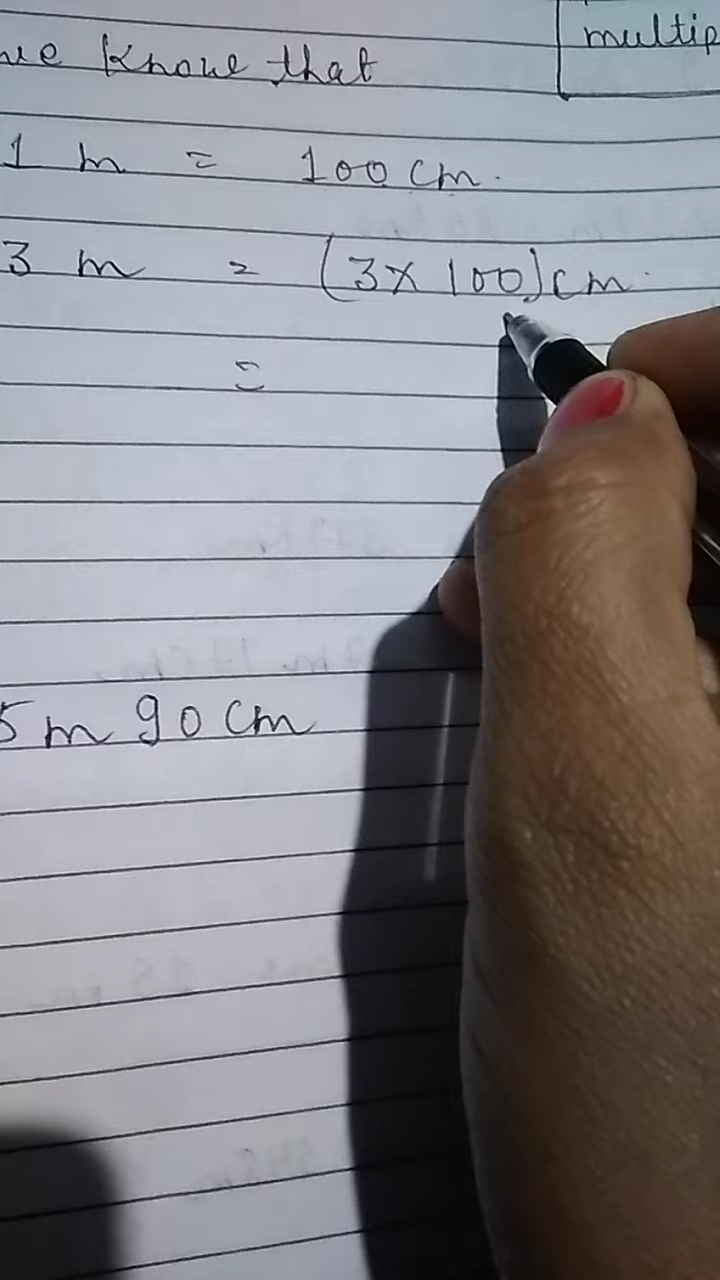 multip
we know that
1 m = 100 cm.
3 m = (3 x 100) cm.
=
5 m 90 cm